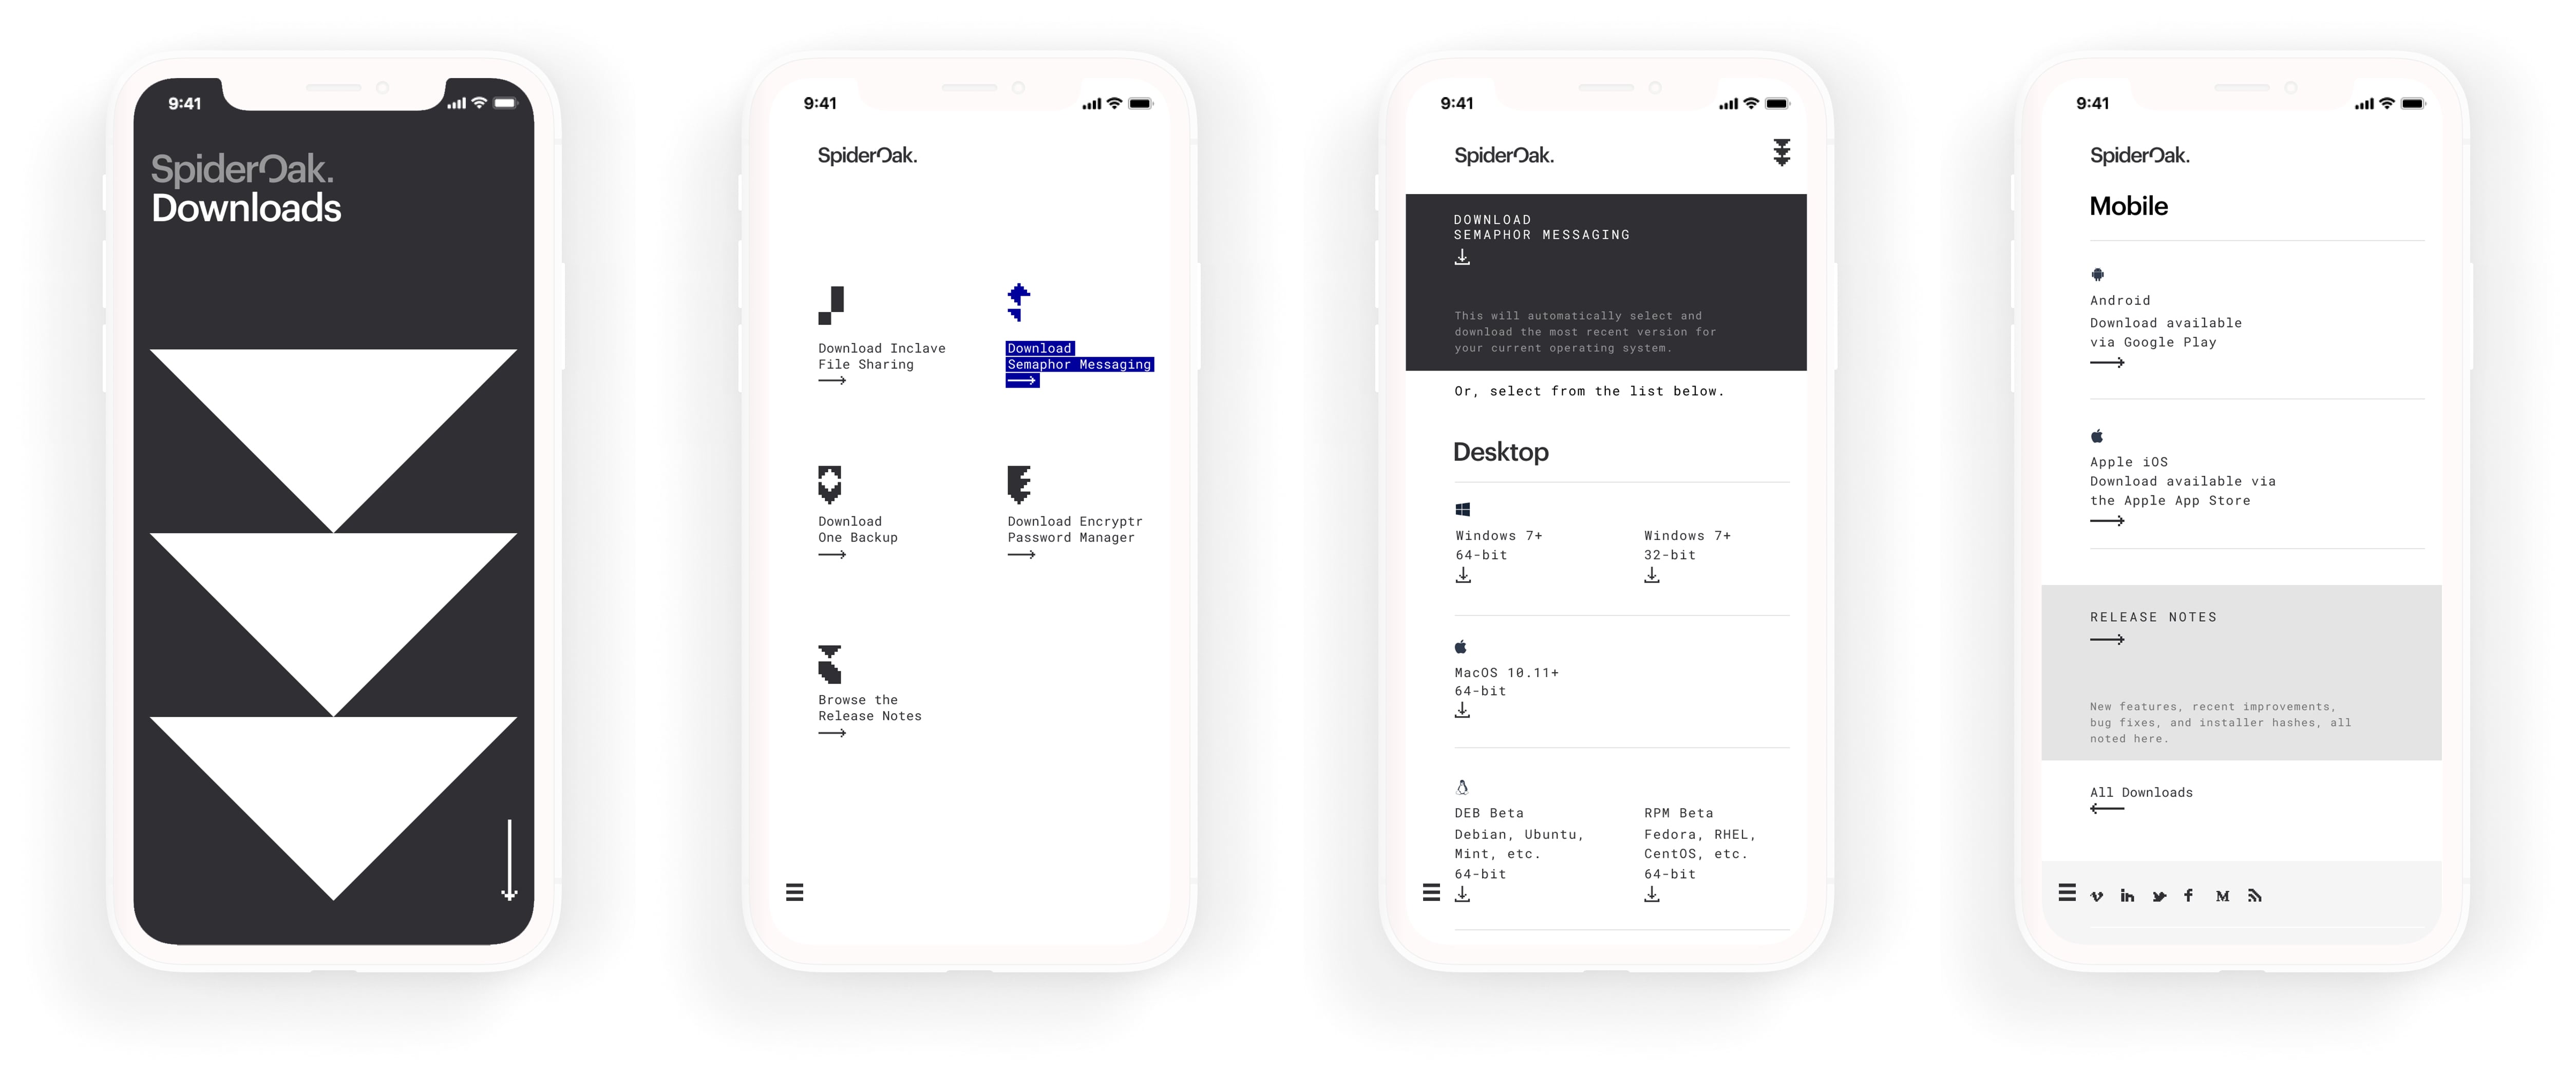 9:41
SpiderOak.
Downloads
9:41
SpiderOak.
Download Inclave
File Sharing
Download
Semaphor Messaging
Download
One Backup
Download Encryptr
Password Manager
Browse the
Release Notes
9:41
SpiderOak.
DOWNLOAD
SEMAPHOR MESSAGING
This will automatically select and
download the most recent version for
your current operating system.
Or, select from the list below.
Desktop
Windows 7+
64-bit
Windows 7+
32-bit
MacOS 10.11+
64-bit
DEB Beta
Debian, Ubuntu,
Mint, etc.
64-bit
RPM Beta
Fedora, RHEL,
CentOS, etc.
64-bit
9:41
SpiderOak.
Mobile
Android
Download available
via Google Play
Apple iOS
Download available via
the Apple App Store
RELEASE NOTES
New features, recent improvements,
bug fixes, and installer hashes, all
noted here.
All Downloads